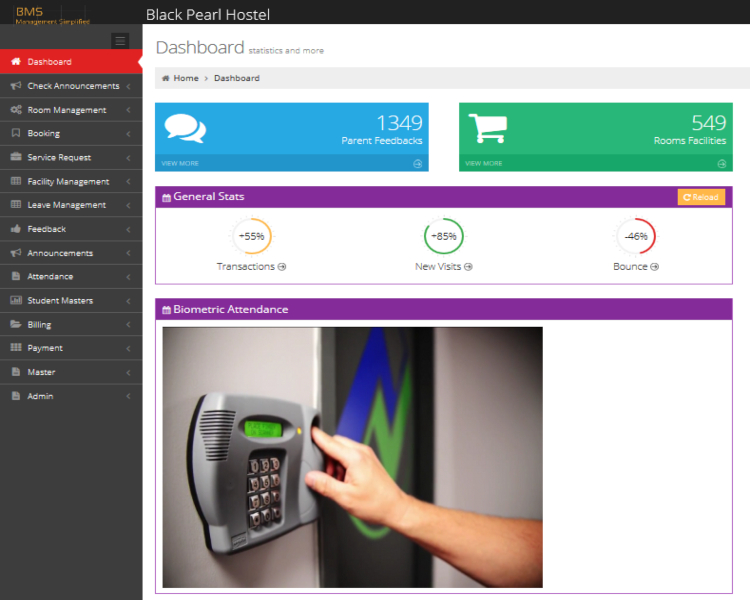 BMS
Management Simplified
Black Pearl Hostel
Dashboard
Check Announcements
Room Management
Booking
Service Request
Facility Management
Leave Management
Feedback
Announcements
Attendance
Student Masters
Billing
Payment
Master
Admin
Dashboard statistics and more
Home > Dashboard
1349
Parent Feedbacks
VIEW MORE
549
Rooms Facilities
VIEW MORE
General Stats
Reload
+55%
Transactions
+85%
New Visits
-46%
Bounce
Biometric Attendance